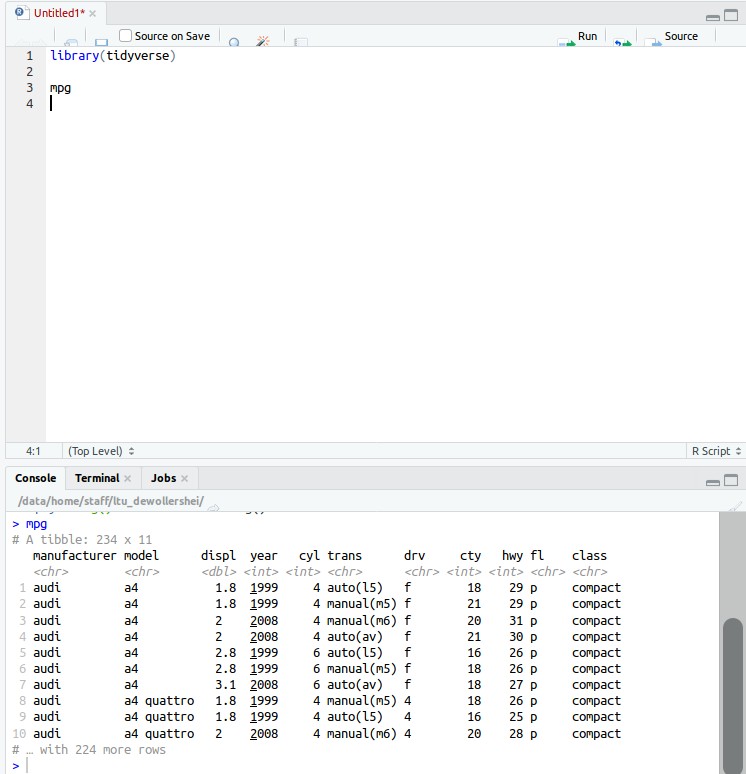 Untitled1*
Source on Save Run Source
1 library(tidyverse)
2
3 mpg
4
4:1 (Top Level) R Script
Console Terminal Jobs
/data/home/staff/ltu_dewollershei/
> mpg
# A tibble: 234 x 11
manufacturer model displ year cyl trans drv cty hwy fl class
<chr> <chr> <dbl> <int> <int> <chr> <chr> <int> <int> <chr> <chr>
1 audi a4 1.8 1999 4 auto(l5) f 18 29 p compact
2 audi a4 1.8 1999 4 manual(m5) f 21 29 p compact
3 audi a4 2 2008 4 manual(m6) f 20 31 p compact
4 audi a4 2 2008 4 auto(av) f 21 30 p compact
5 audi a4 2.8 1999 6 auto(l5) f 16 26 p compact
6 audi a4 2.8 1999 6 manual(m5) f 18 26 p compact
7 audi a4 3.1 2008 6 auto(av) f 18 27 p compact
8 audi a4 quattro 1.8 1999 4 manual(m5) 4 18 26 p compact
9 audi a4 quattro 1.8 1999 4 auto(l5) 4 16 25 p compact
10 audi a4 quattro 2 2008 4 manual(m6) 4 20 28 p compact
# … with 224 more rows
>